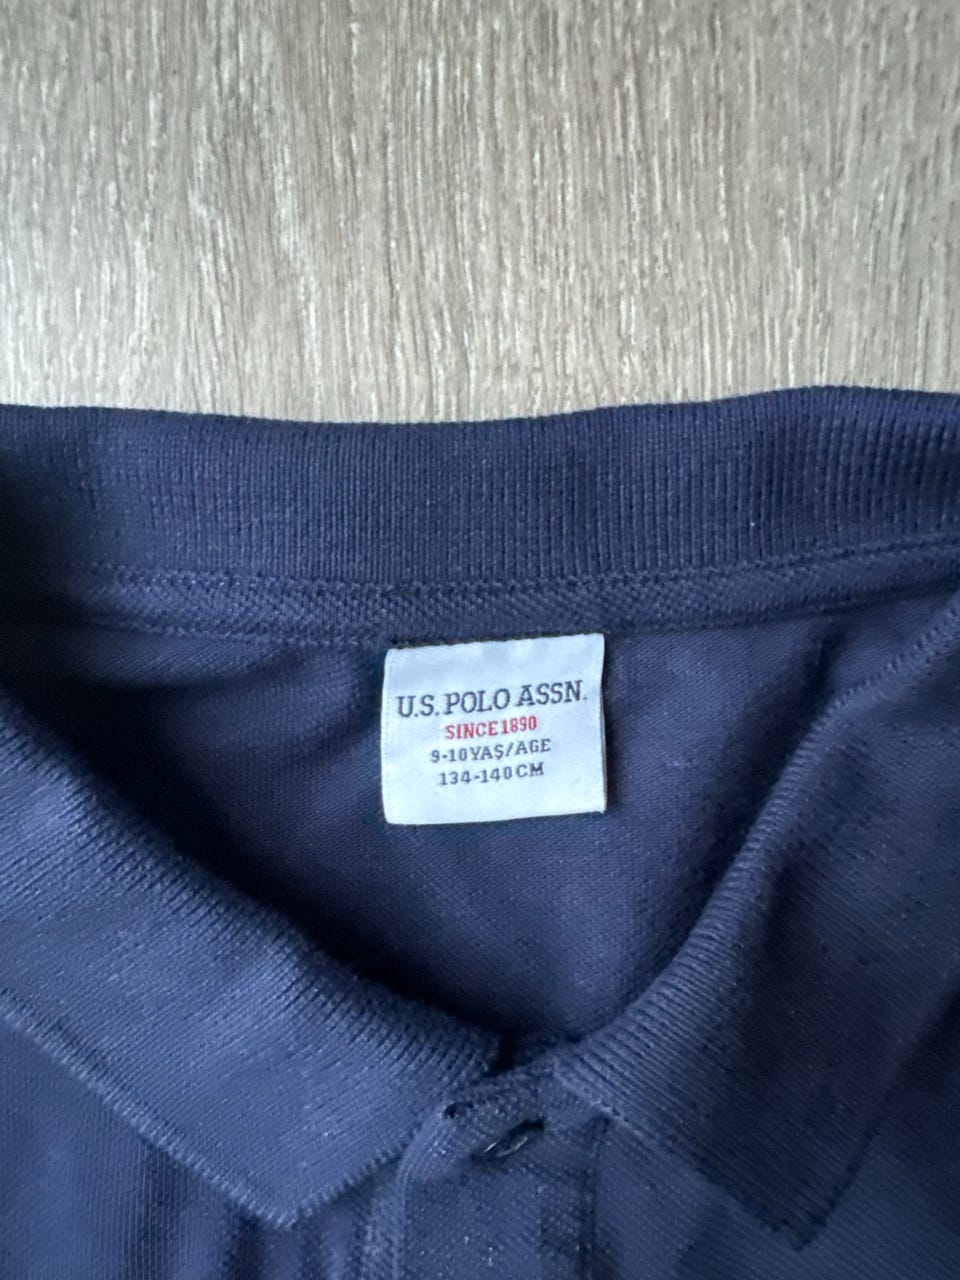 U.S. POLO ASSN.
SINCE 1890
9-10 YAŞ/AGE
134-140 CM